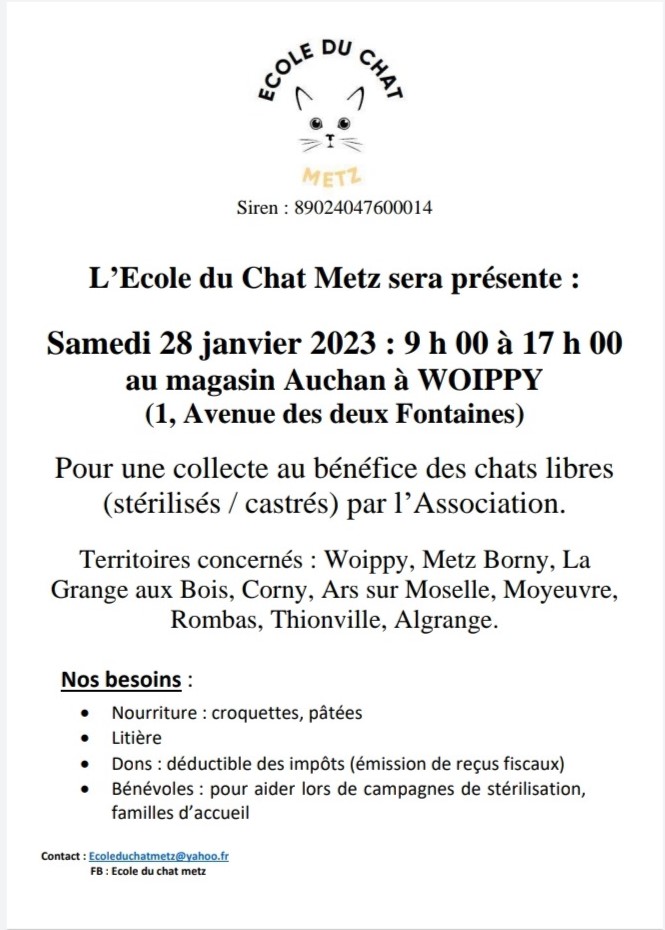 ECOLE DU CHAT
METZ
Siren : 89024047600014
L’Ecole du Chat Metz sera présente :
Samedi 28 janvier 2023 : 9 h 00 à 17 h 00
au magasin Auchan à WOIPPY
(1, Avenue des deux Fontaines)
Pour une collecte au bénéfice des chats libres
(stérilisés / castrés) par l’Association.
Territoires concernés : Woippy, Metz Borny, La
Grange aux Bois, Corny, Ars sur Moselle, Moyeuvre,
Rombas, Thionville, Algrange.
Nos besoins :
• Nourriture : croquettes, pâtées
• Litière
• Dons : déductible des impôts (émission de reçus fiscaux)
• Bénévoles : pour aider lors de campagnes de stérilisation,
familles d’accueil
Contact : Ecoleduchatmetz@yahoo.fr
FB : Ecole du chat metz